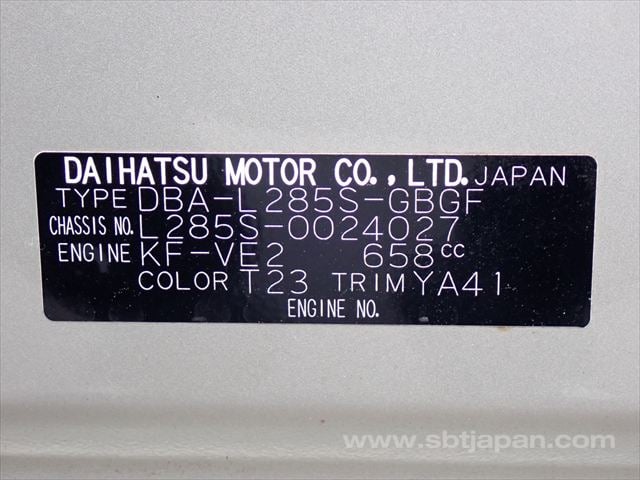 DAIHATSU MOTOR CO., LTD. JAPAN
TYPE DBA-L285S-GBGF
CHASSIS NO. L285S-0024027
ENGINE KF-VE2 658cc
COLOR T23 TRIM YA41
ENGINE NO.
www.sbtjapan.com